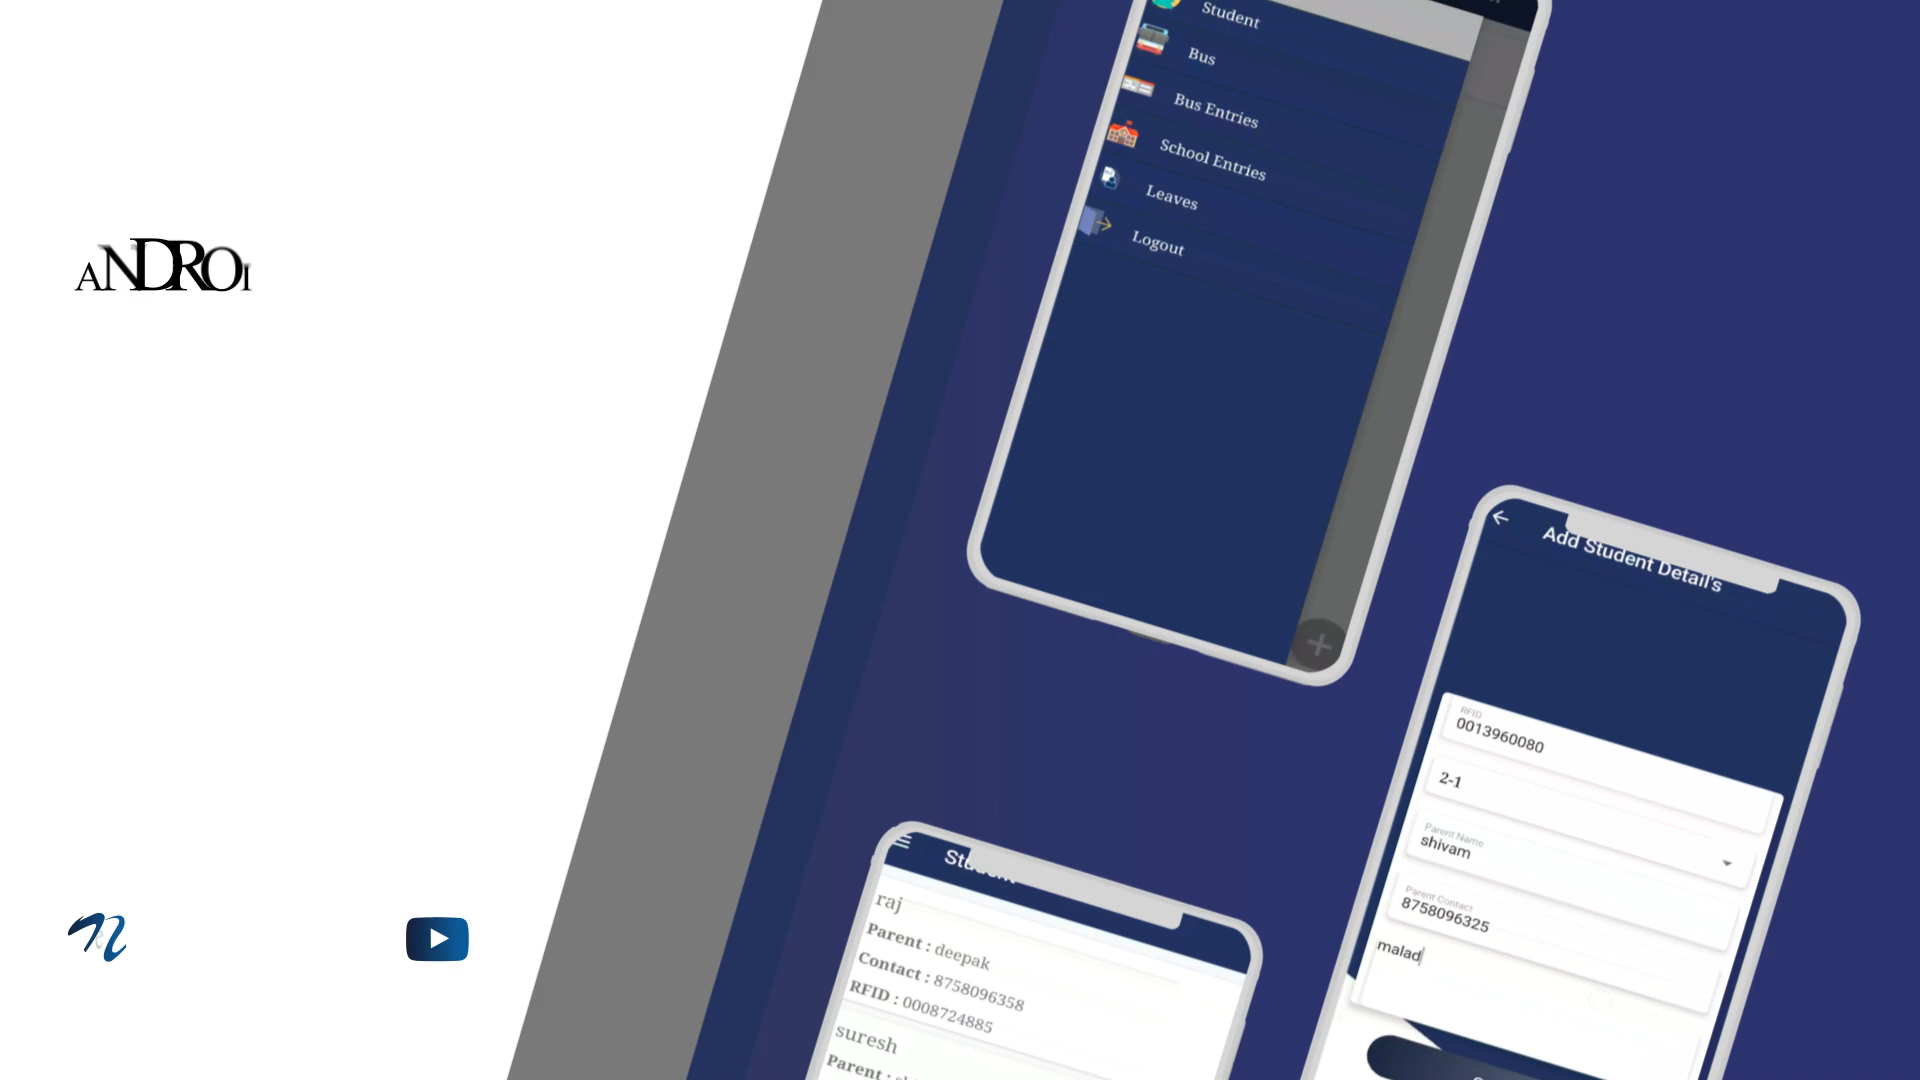 ANDROI
Student
Bus
Bus Entries
School Entries
Leaves
Logout
Add Student Detail's
RFID
0013960080
2-1
Parent Name
shivam
Parent Contact
8758096325
malad
Student
raj
Parent : deepak
Contact : 8758096358
RFID : 0008724885
suresh
Parent :